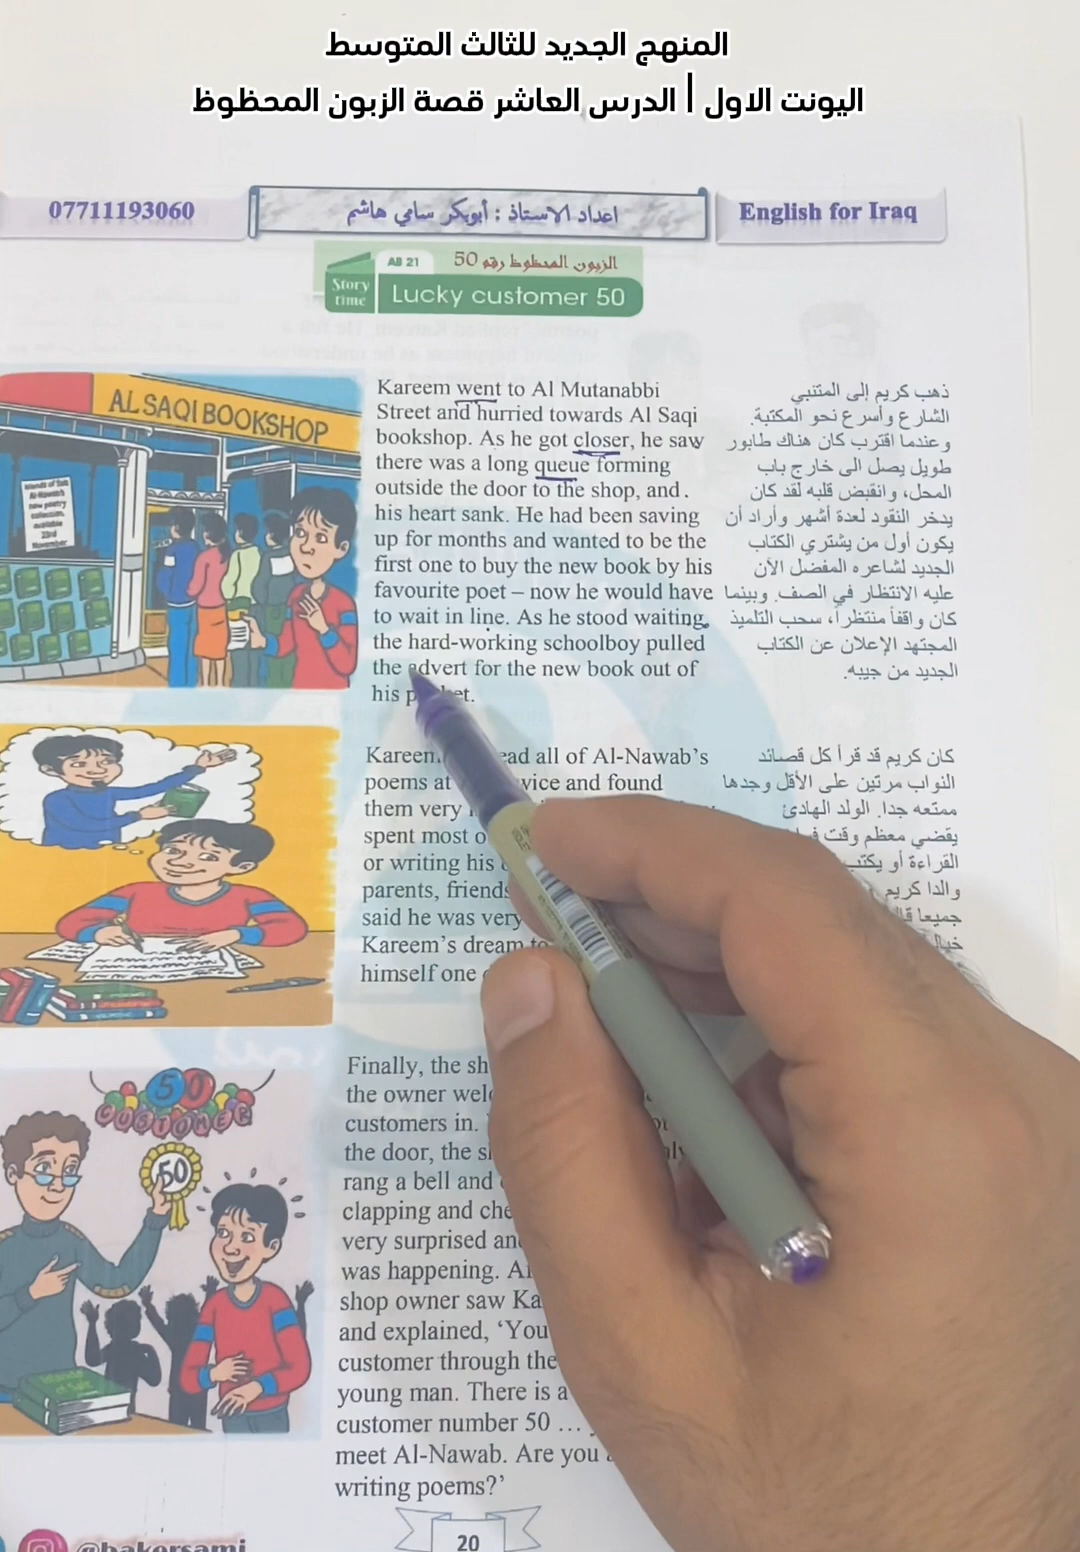 المنهج الجديد للثالث المتوسط
اليونت الاول | الدرس العاشر قصة الزبون المحظوظ
07711193060
اعداد الاستاذ : أبوبكر سامي هاشم
English for Iraq
AB 21
الزبون المحظوظ رقم 50
Story time
Lucky customer 50
AL SAQI BOOKSHOP
Kareem went to Al Mutanabbi
Street and hurried towards Al Saqi
bookshop. As he got closer, he saw
there was a long queue forming
outside the door to the shop, and.
his heart sank. He had been saving
up for months and wanted to be the
first one to buy the new book by his
favourite poet – now he would have
to wait in line. As he stood waiting,
the hard-working schoolboy pulled
the advert for the new book out of
his
ذهب كريم إلى المتنبي
الشارع وأسرع نحو المكتبة.
وعندما اقترب كان هناك طابور
طويل يصل الى خارج باب
المحل، وانقبض قلبه لقد كان
يدخر النقود لعدة أشهر وأراد أن
يكون أول من يشتري الكتاب
الجديد لشاعره المفضل الآن
عليه الانتظار في الصف. وبينما
كان واقفاً منتظراً، سحب التلميذ
المجتهد الإعلان عن الكتاب
الجديد من جيبه.
all of Al-Nawab's
poems at and found
them very
spent most
or writing his
parents,
said he was very
Kareem's dream
himself one
كان كريم قد قرأ كل قصائد
النواب مرتين على الأقل وجدها
ممتعه جدا. الولد الهادئ
يقضي معظم وقت
القراءة أو
والدا كريم
جميعا
50
CUSTOMER
50
Finally, the
the owner
customers in.
the door, the
rang a bell and
clapping and
very surprised
was happening.
shop owner saw
and explained, 'You
customer through the
young man. There is a
customer number 50 …
meet Al-Nawab. Are you
writing poems?'
20
@bakersami